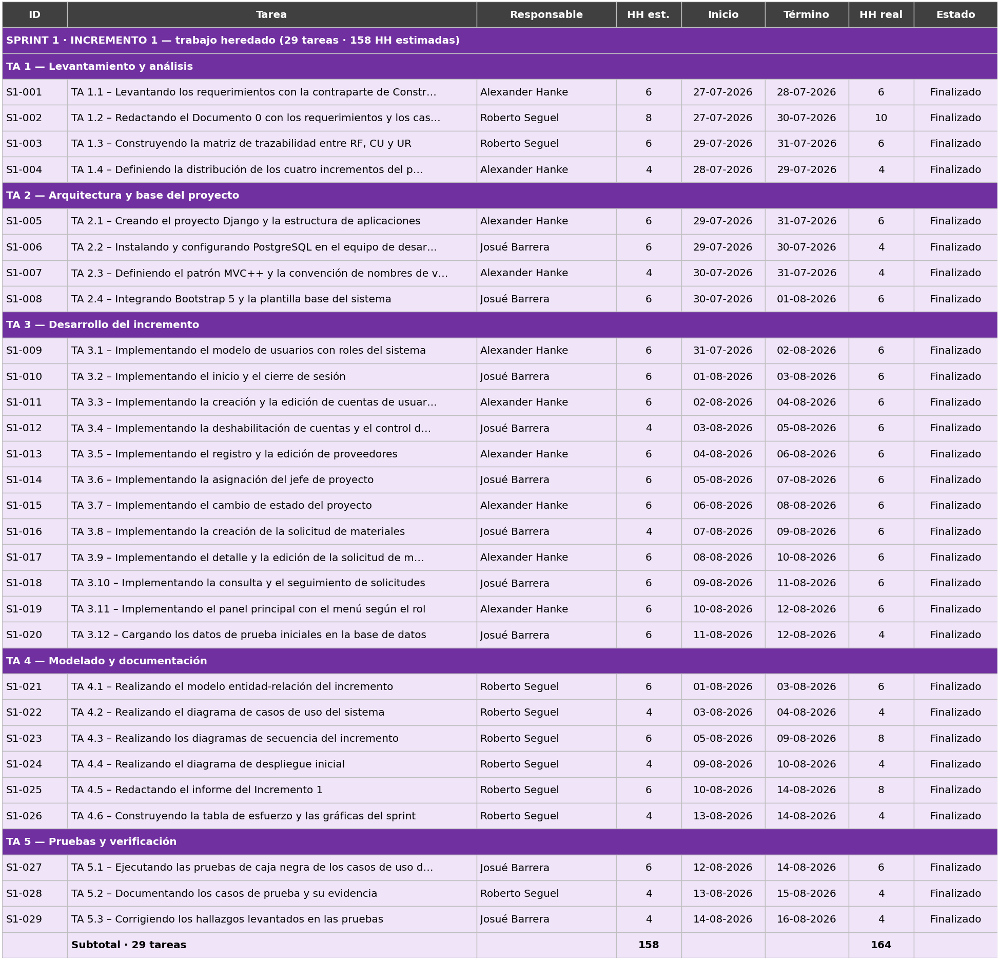 ID Tarea Responsable HH est. Inicio Término HH real Estado
SPRINT 1 · INCREMENTO 1 — trabajo heredado (29 tareas · 158 HH estimadas)
TA 1 — Levantamiento y análisis
S1-001 TA 1.1 – Levantando los requerimientos con la contraparte de Constr… Alexander Hanke 6 27-07-2026 28-07-2026 6 Finalizado
S1-002 TA 1.2 – Redactando el Documento 0 con los requerimientos y los cas… Roberto Seguel 8 27-07-2026 30-07-2026 10 Finalizado
S1-003 TA 1.3 – Construyendo la matriz de trazabilidad entre RF, CU y UR Roberto Seguel 6 29-07-2026 31-07-2026 6 Finalizado
S1-004 TA 1.4 – Definiendo la distribución de los cuatro incrementos del p… Alexander Hanke 4 28-07-2026 29-07-2026 4 Finalizado
TA 2 — Arquitectura y base del proyecto
S1-005 TA 2.1 – Creando el proyecto Django y la estructura de aplicaciones Alexander Hanke 6 29-07-2026 31-07-2026 6 Finalizado
S1-006 TA 2.2 – Instalando y configurando PostgreSQL en el equipo de desar… Josué Barrera 6 29-07-2026 30-07-2026 4 Finalizado
S1-007 TA 2.3 – Definiendo el patrón MVC++ y la convención de nombres de v… Alexander Hanke 4 30-07-2026 31-07-2026 4 Finalizado
S1-008 TA 2.4 – Integrando Bootstrap 5 y la plantilla base del sistema Josué Barrera 6 30-07-2026 01-08-2026 6 Finalizado
TA 3 — Desarrollo del incremento
S1-009 TA 3.1 – Implementando el modelo de usuarios con roles del sistema Alexander Hanke 6 31-07-2026 02-08-2026 6 Finalizado
S1-010 TA 3.2 – Implementando el inicio y el cierre de sesión Josué Barrera 6 01-08-2026 03-08-2026 6 Finalizado
S1-011 TA 3.3 – Implementando la creación y la edición de cuentas de usuar… Alexander Hanke 6 02-08-2026 04-08-2026 6 Finalizado
S1-012 TA 3.4 – Implementando la deshabilitación de cuentas y el control d… Josué Barrera 4 03-08-2026 05-08-2026 6 Finalizado
S1-013 TA 3.5 – Implementando el registro y la edición de proveedores Alexander Hanke 6 04-08-2026 06-08-2026 6 Finalizado
S1-014 TA 3.6 – Implementando la asignación del jefe de proyecto Josué Barrera 6 05-08-2026 07-08-2026 6 Finalizado
S1-015 TA 3.7 – Implementando el cambio de estado del proyecto Alexander Hanke 6 06-08-2026 08-08-2026 6 Finalizado
S1-016 TA 3.8 – Implementando la creación de la solicitud de materiales Josué Barrera 4 07-08-2026 09-08-2026 6 Finalizado
S1-017 TA 3.9 – Implementando el detalle y la edición de la solicitud de m… Alexander Hanke 6 08-08-2026 10-08-2026 6 Finalizado
S1-018 TA 3.10 – Implementando la consulta y el seguimiento de solicitudes Josué Barrera 6 09-08-2026 11-08-2026 6 Finalizado
S1-019 TA 3.11 – Implementando el panel principal con el menú según el rol Alexander Hanke 6 10-08-2026 12-08-2026 6 Finalizado
S1-020 TA 3.12 – Cargando los datos de prueba iniciales en la base de datos Josué Barrera 6 11-08-2026 12-08-2026 4 Finalizado
TA 4 — Modelado y documentación
S1-021 TA 4.1 – Realizando el modelo entidad-relación del incremento Roberto Seguel 6 01-08-2026 03-08-2026 6 Finalizado
S1-022 TA 4.2 – Realizando el diagrama de casos de uso del sistema Roberto Seguel 4 03-08-2026 04-08-2026 4 Finalizado
S1-023 TA 4.3 – Realizando los diagramas de secuencia del incremento Roberto Seguel 6 05-08-2026 09-08-2026 8 Finalizado
S1-024 TA 4.4 – Realizando el diagrama de despliegue inicial Roberto Seguel 4 09-08-2026 10-08-2026 4 Finalizado
S1-025 TA 4.5 – Redactando el informe del Incremento 1 Roberto Seguel 6 10-08-2026 14-08-2026 8 Finalizado
S1-026 TA 4.6 – Construyendo la tabla de esfuerzo y las gráficas del sprint Roberto Seguel 4 13-08-2026 14-08-2026 4 Finalizado
TA 5 — Pruebas y verificación
S1-027 TA 5.1 – Ejecutando las pruebas de caja negra de los casos de uso d… Josué Barrera 6 12-08-2026 14-08-2026 6 Finalizado
S1-028 TA 5.2 – Documentando los casos de prueba y su evidencia Roberto Seguel 4 13-08-2026 15-08-2026 4 Finalizado
S1-029 TA 5.3 – Corrigiendo los hallazgos levantados en las pruebas Josué Barrera 4 14-08-2026 16-08-2026 4 Finalizado
Subtotal · 29 tareas 158 164